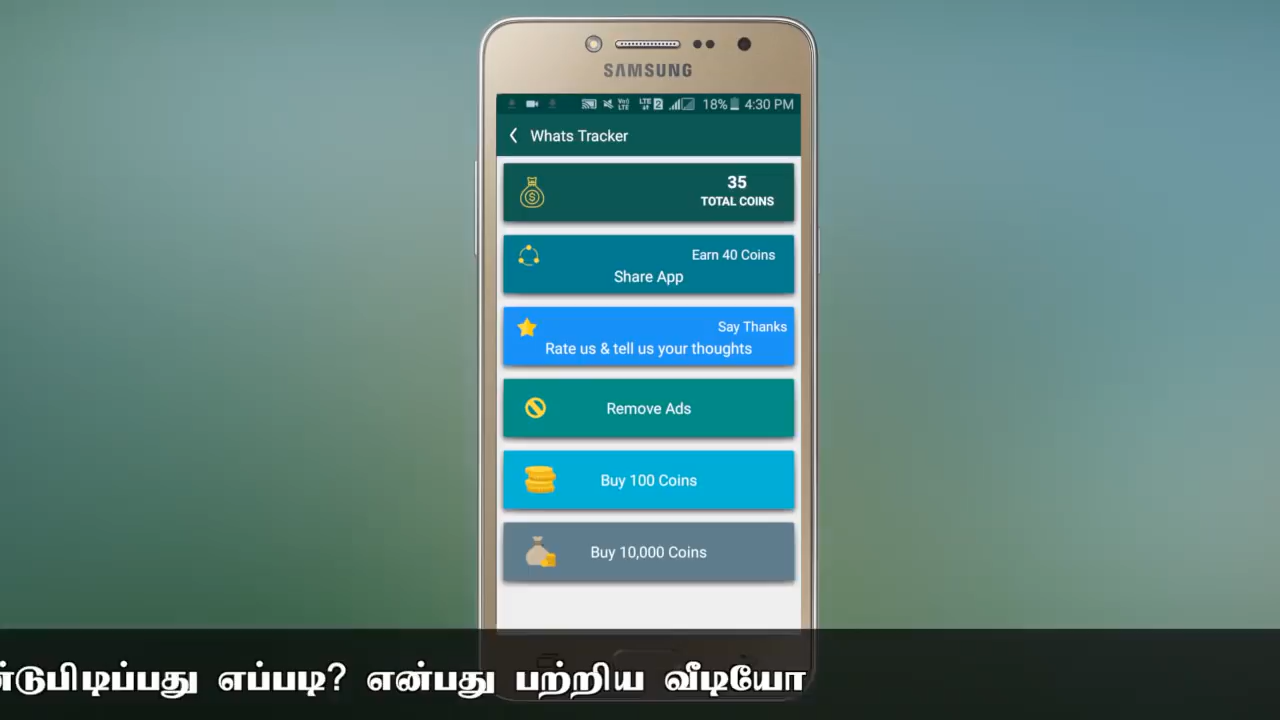 SAMSUNG
18% 4:30 PM
Whats Tracker
35
TOTAL COINS
Earn 40 Coins
Share App
Say Thanks
Rate us & tell us your thoughts
Remove Ads
Buy 100 Coins
Buy 10,000 Coins
எப்படி? என்பது பற்றிய வீடியோ